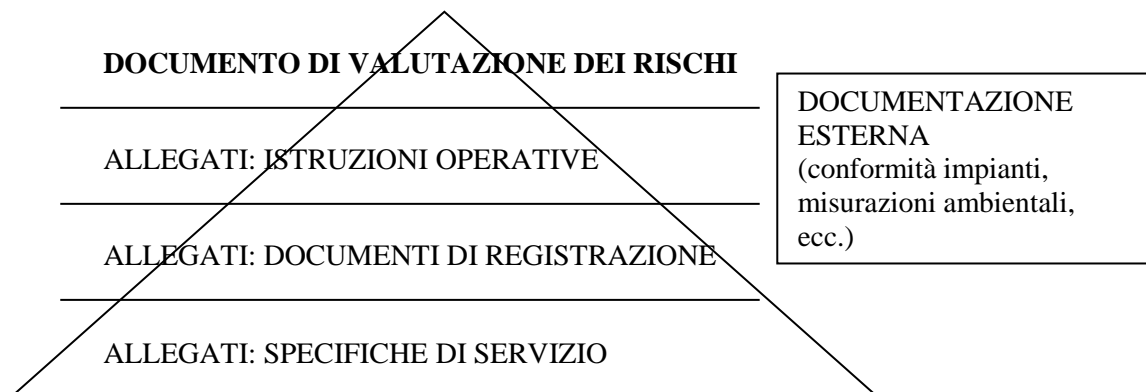 DOCUMENTO DI VALUTAZIONE DEI RISCHI
ALLEGATI: ISTRUZIONI OPERATIVE
ALLEGATI: DOCUMENTI DI REGISTRAZIONE
ALLEGATI: SPECIFICHE DI SERVIZIO
DOCUMENTAZIONE
ESTERNA
(conformità impianti,
misurazioni ambientali,
ecc.)